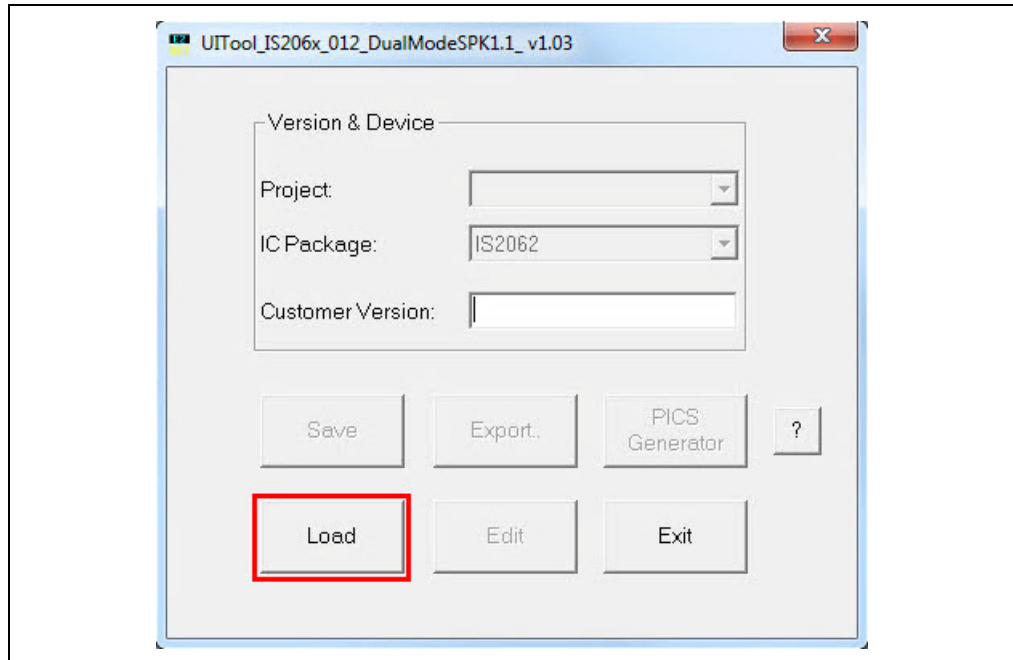 UITool_IS206x_012_DualModeSPK1.1_ v1.03
Version & Device
Project:
IC Package: IS2062
Customer Version:
Save Export.. PICS Generator ?
Load Edit Exit